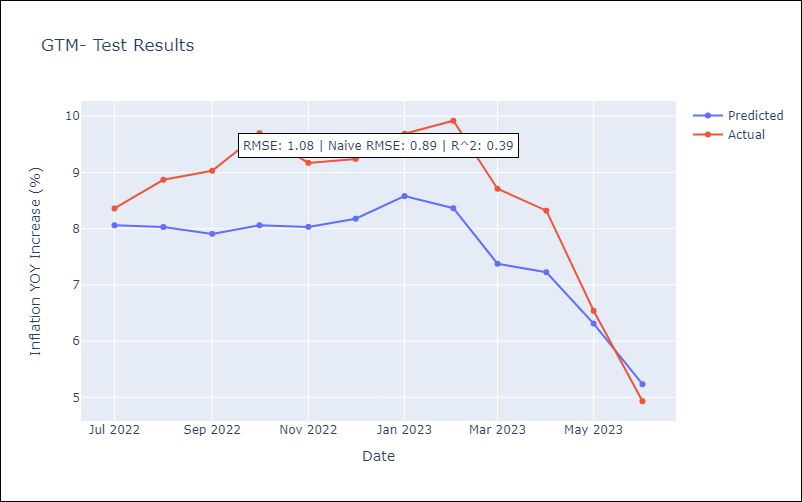 GTM- Test Results
Predicted
Actual
RMSE: 1.08 | Naive RMSE: 0.89 | R^2: 0.39
Inflation YOY Increase (%)
10
9
8
7
6
5
Jul 2022 Sep 2022 Nov 2022 Jan 2023 Mar 2023 May 2023
Date